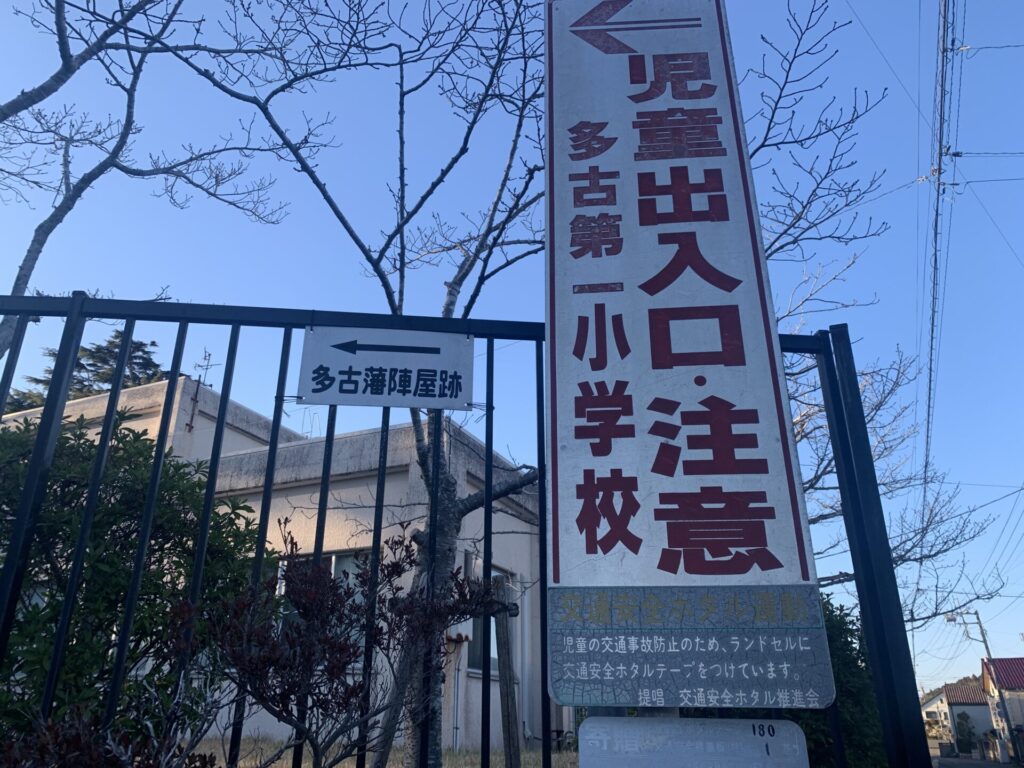 児童出入口・注意
多古第一小学校
交通安全ホタル運動
児童の交通事故防止のため、ランドセルに
交通安全ホタルテープをつけています。
提唱 交通安全ホタル推進会
180
1
多古藩陣屋跡